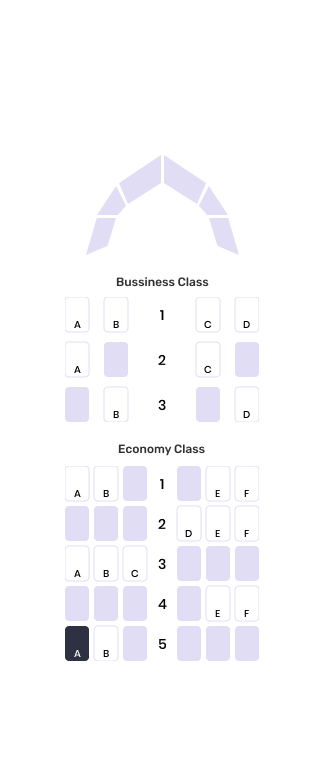 Bussiness Class
A B 1 C D
A 2 C
3
B D
Economy Class
A B 1 E F
2 D E F
A B C 3
4 E F
A B 5